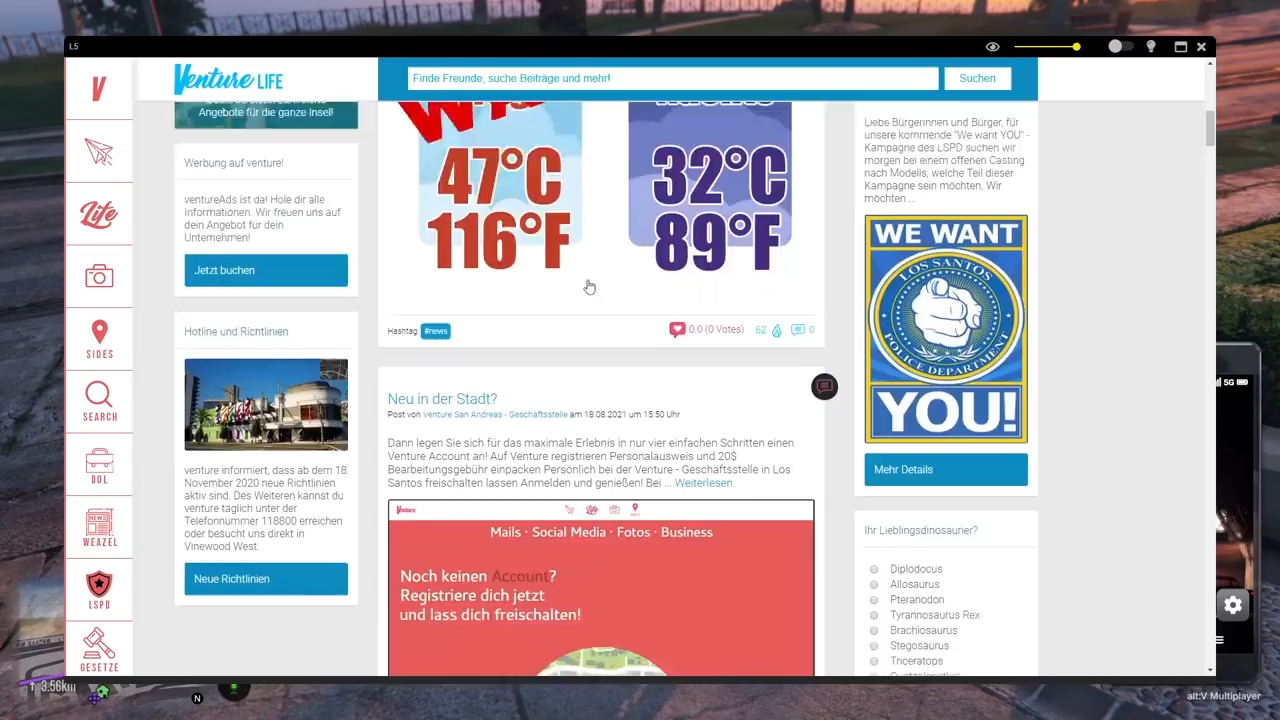 L5
V
Venture LIFE
Finde Freunde, suche Beiträge und mehr!
Suchen
Life
SIDES
SEARCH
DOL
NEWS
WEAZEL
LSPD
GESETZE
Angebote für die ganze Insel!
Werbung auf venture!
ventureAds ist da! Hole dir alle
Informationen. Wir freuen uns auf
dein Angebot für dein
Unternehmen!
Jetzt buchen
Hotline und Richtlinien
venture informiert, dass ab dem 18.
November 2020 neue Richtlinien
aktiv sind. Des Weiteren kannst du
venture täglich unter der
Telefonnummer 118800 erreichen
oder besucht uns direkt in
Vinewood West.
Neue Richtlinien
47°C
116°F
32°C
89°F
Hashtag: #news
0.0 (0 Votes)
62
0
Neu in der Stadt?
Post von Venture San Andreas - Geschäftsstelle am 18.08.2021 um 15:50 Uhr
Dann legen Sie sich für das maximale Erlebnis in nur vier einfachen Schritten einen
Venture Account an! Auf Venture registrieren Personalausweis und 20$
Bearbeitungsgebühr einpacken Persönlich bei der Venture - Geschäftsstelle in Los
Santos freischalten lassen Anmelden und genießen! Bei ... Weiterlesen.
Venture
Mails · Social Media · Fotos · Business
Noch keinen Account?
Registriere dich jetzt
und lass dich freischalten!
Liebe Bürgerinnen und Bürger, für
unsere kommende "We want YOU" -
Kampagne des LSPD suchen wir
morgen bei einem offenen Casting
nach Modells, welche Teil dieser
Kampagne sein möchten. Wir
möchten ...
WE WANT
LOS SANTOS
POLICE DEPARTMENT
YOU!
Mehr Details
Ihr Lieblingsdinosaurier?
Diplodocus
Allosaurus
Pteranodon
Tyrannosaurus Rex
Brachiosaurus
Stegosaurus
Triceratops
5G
3.56km
N
alt:V Multiplayer